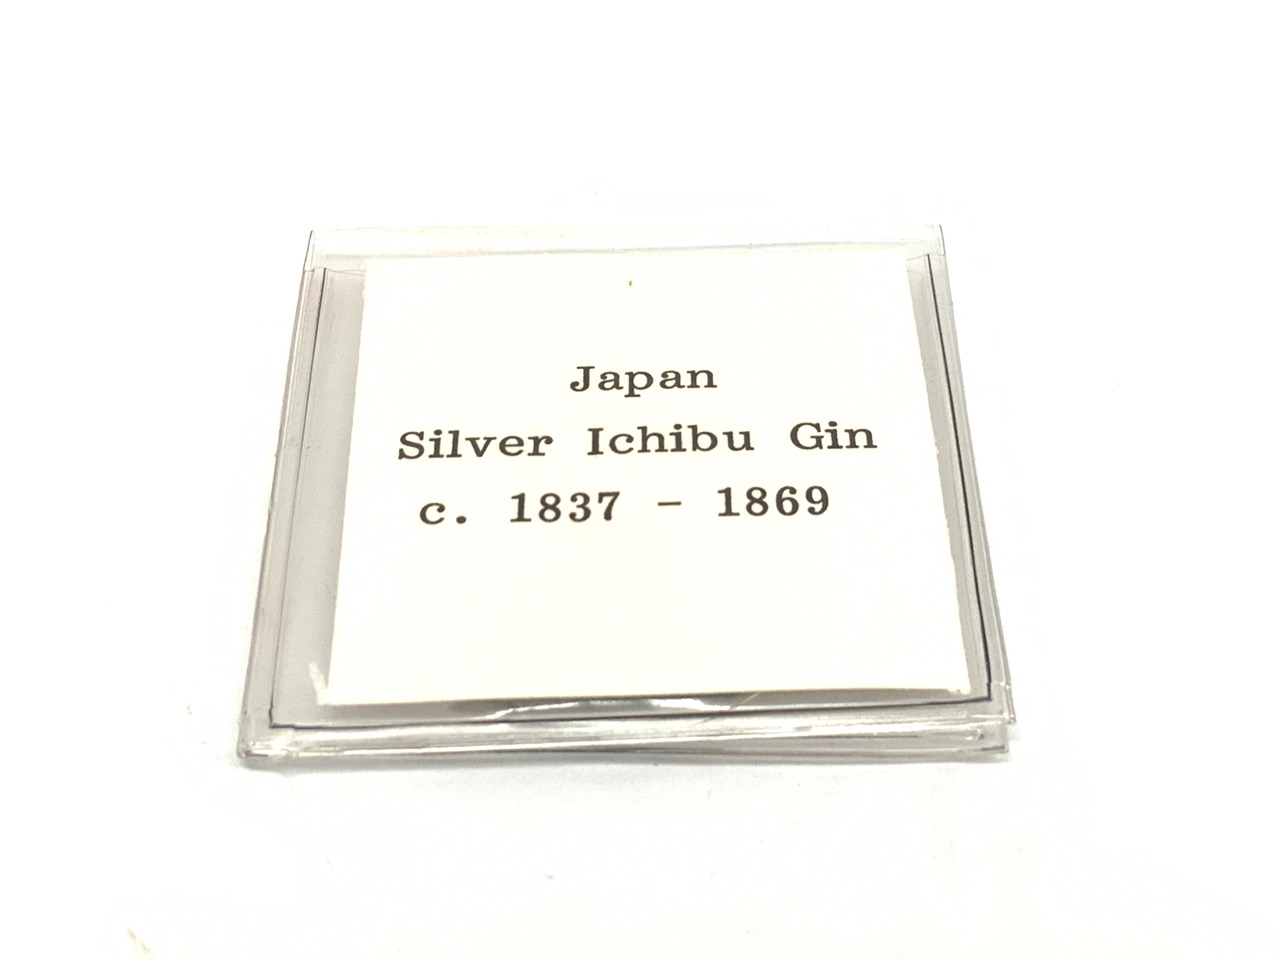 Japan
Silver Ichibu Gin
c. 1837 - 1869